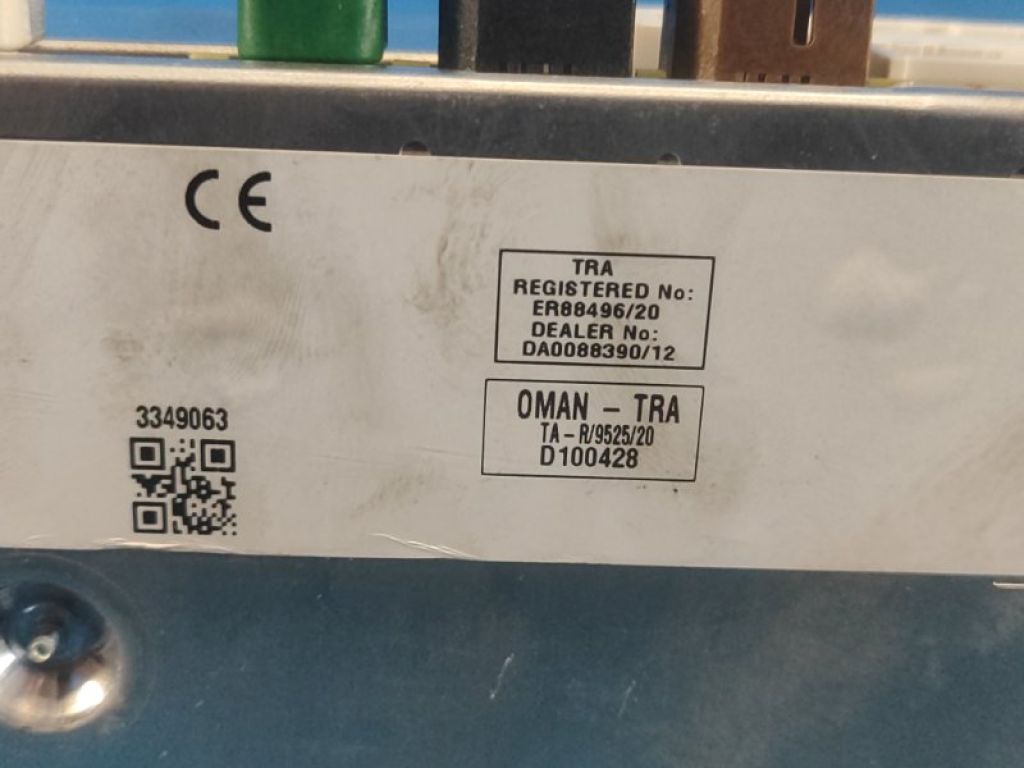 CE
TRA
REGISTERED No:
ER88496/20
DEALER No:
DA0088390/12
OMAN - TRA
TA - R/9525/20
D100428
3349063